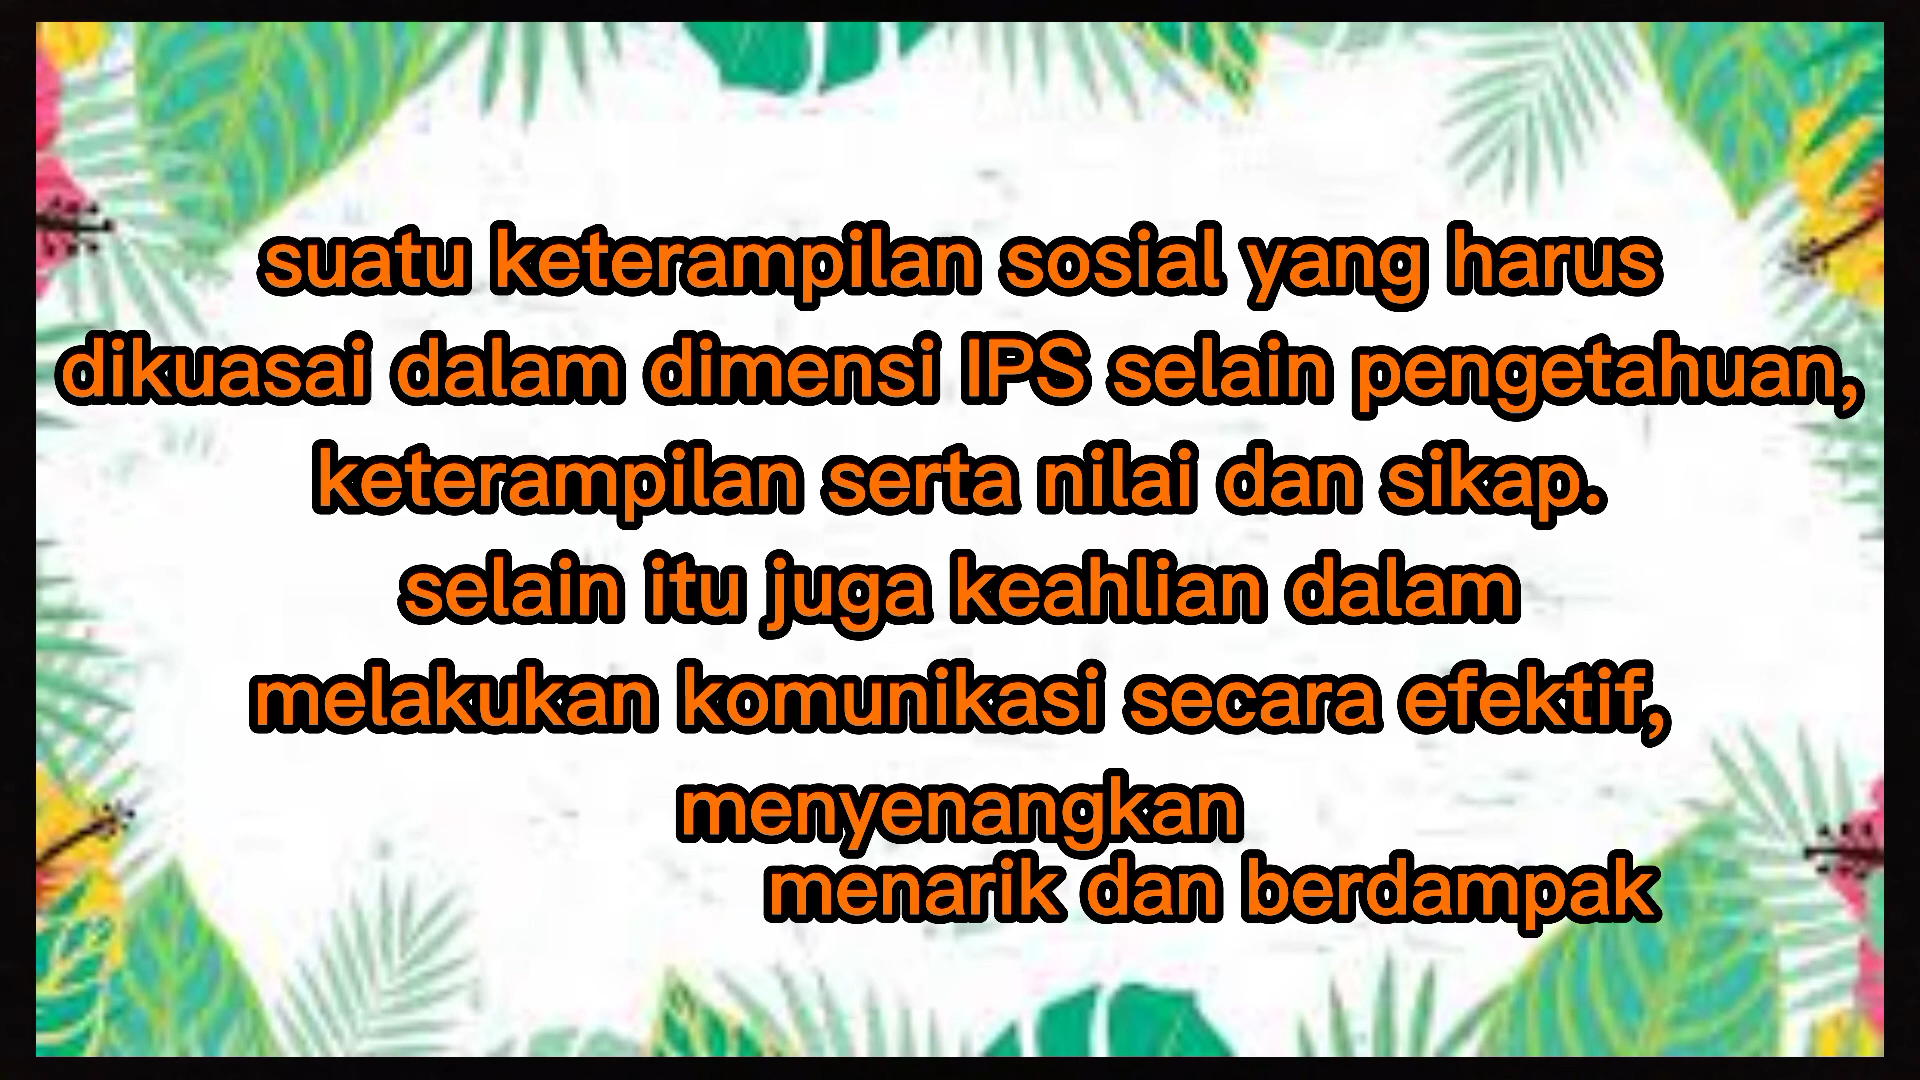 suatu keterampilan sosial yang harus
dikuasai dalam dimensi IPS selain pengetahuan,
keterampilan serta nilai dan sikap.
selain itu juga keahlian dalam
melakukan komunikasi secara efektif,
menyenangkan
menarik dan berdampak